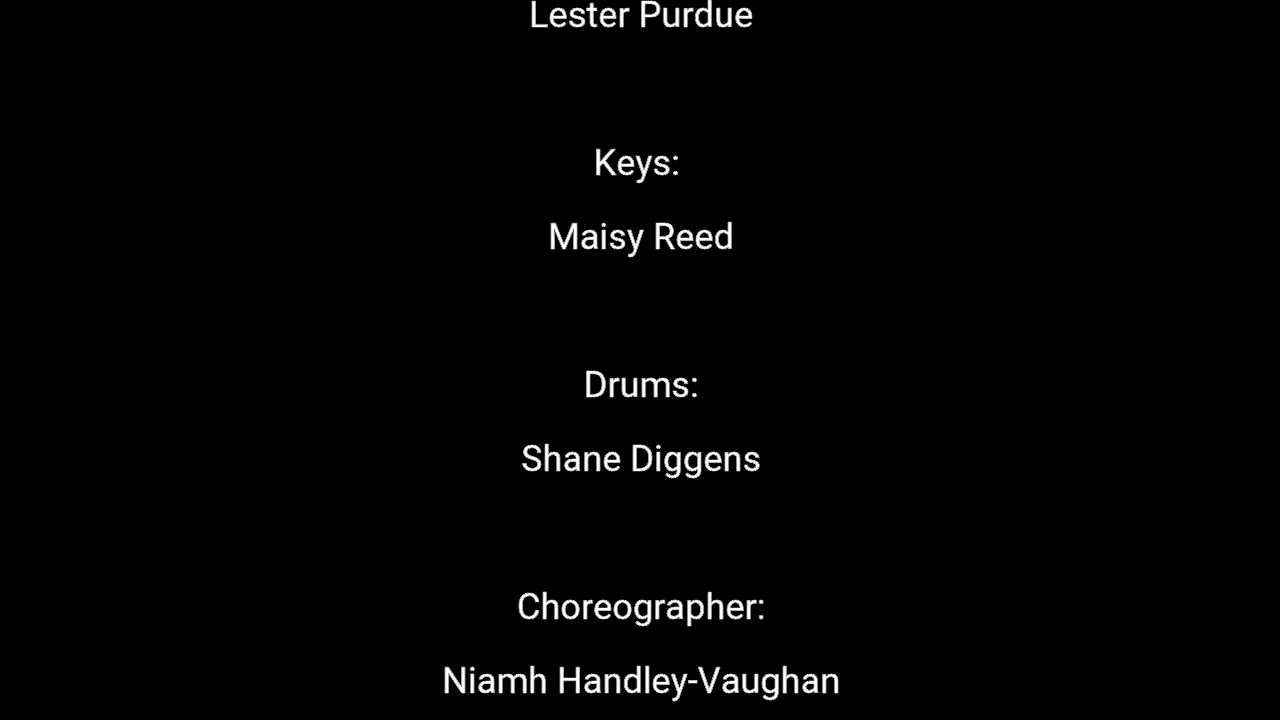 Lester Purdue
Keys:
Maisy Reed
Drums:
Shane Diggens
Choreographer:
Niamh Handley-Vaughan